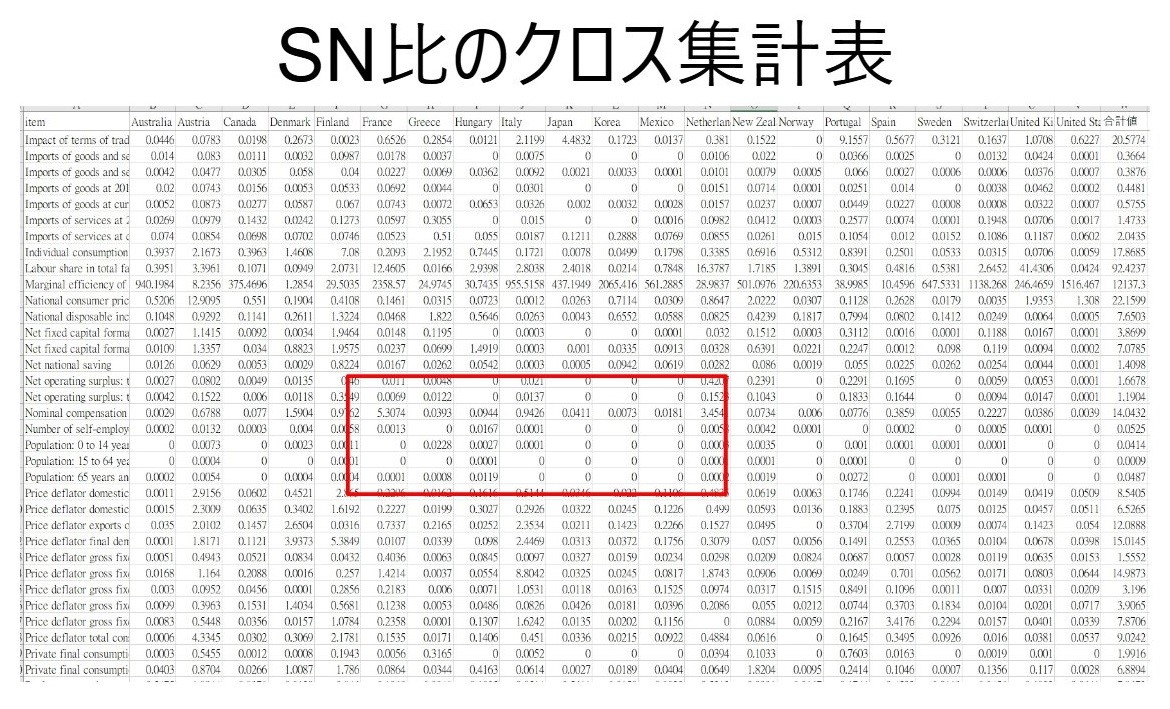 SN比のクロス集計表
item Australia Austria Canada Denmark Finland France Greece Hungary Italy Japan Korea Mexico Netherlan New Zeal Norway Portugal Spain Sweden Switzerla United Ki United Sta 合計値
Impact of terms of trad 0.0446 0.0783 0.0198 0.2673 0.0023 0.6526 0.2854 0.0121 2.1199 4.4832 0.1723 0.0137 0.381 0.1522 0 9.1557 0.5677 0.3121 0.1637 1.0708 0.6227 20.5774
Imports of goods and se 0.014 0.083 0.0111 0.0032 0.0987 0.0178 0.0037 0 0.0075 0 0 0 0.0106 0.022 0 0.0366 0.0025 0 0.0132 0.0424 0.0001 0.3664
Imports of goods and se 0.0042 0.0477 0.0305 0.058 0.04 0.0227 0.0069 0.0362 0.0092 0.0021 0.0033 0.0001 0.0101 0.0079 0.0005 0.066 0.0027 0.0006 0.0006 0.0376 0.0007 0.3876
Imports of goods at 201 0.02 0.0743 0.0156 0.0053 0.0533 0.0692 0.0044 0 0.0301 0 0 0 0.0151 0.0714 0.0001 0.0251 0.014 0 0.0038 0.0462 0.0002 0.4481
Imports of goods at cur 0.0052 0.0873 0.0277 0.0587 0.067 0.0743 0.0072 0.0653 0.0326 0.002 0.0032 0.0028 0.0157 0.0237 0.0007 0.0449 0.0227 0.0008 0.0008 0.0322 0.0007 0.5755
Imports of services at 2 0.0269 0.0979 0.1432 0.0242 0.1273 0.0597 0.3055 0 0.015 0 0 0.0016 0.0982 0.0412 0.0003 0.2577 0.0074 0.0001 0.1948 0.0706 0.0017 1.4733
Imports of services at c 0.074 0.0854 0.0698 0.0702 0.0746 0.0523 0.51 0.055 0.0187 0.1211 0.2888 0.0769 0.0855 0.0261 0.015 0.1054 0.012 0.0152 0.1086 0.1187 0.0602 2.0435
Individual consumption 0.3937 2.1673 0.3963 1.4608 7.08 0.2093 2.1952 0.7445 0.1721 0.0078 0.0499 0.1798 0.3385 0.6916 0.5312 0.8391 0.2501 0.0533 0.0315 0.0706 0.0059 17.8685
Labour share in total fa 0.3951 3.3961 0.1071 0.0949 2.0731 12.4605 0.0166 2.9398 2.8038 2.4018 0.0214 0.7848 16.3787 1.7185 1.3891 0.3045 0.4816 0.5381 2.6452 41.4306 0.0424 92.4237
Marginal efficiency of 940.1984 8.2356 375.4696 1.2854 29.5035 2358.57 24.9745 30.7435 955.5158 437.1949 2065.416 561.2885 28.9837 501.0976 220.6353 38.9985 10.4596 647.5331 1138.268 246.4659 1516.467 12137.3
National consumer pric 0.5206 12.9095 0.551 0.1904 0.4108 0.1461 0.0315 0.0723 0.0012 0.0263 0.7114 0.0309 0.8647 2.0222 0.0307 0.1128 0.2628 0.0179 0.0035 1.9353 1.308 22.1599
National disposable inc 0.1048 0.9292 0.1141 0.2611 1.3224 0.0468 1.822 0.5646 0.0263 0.0043 0.6552 0.0588 0.0825 0.4239 0.1817 0.7994 0.0802 0.1412 0.0249 0.0064 0.0005 7.6503
Net fixed capital forma 0.0027 1.1415 0.0092 0.0034 1.9464 0.0148 0.1195 0 0.0003 0 0 0.0001 0.032 0.1512 0.0003 0.3112 0.0016 0.0001 0.1188 0.0167 0.0001 3.8699
Net fixed capital forma 0.0109 1.3357 0.034 0.8823 1.9575 0.0237 0.0699 1.4919 0.0003 0.001 0.0335 0.0913 0.0328 0.6391 0.0221 0.2247 0.0012 0.098 0.119 0.0094 0.0002 7.0785
Net national saving 0.0126 0.0629 0.0053 0.0029 0.8224 0.0167 0.0262 0.0542 0.0003 0.0005 0.0942 0.0619 0.0282 0.086 0.0019 0.055 0.0225 0.0262 0.0254 0.0044 0.0001 1.4098
Net operating surplus: t 0.0027 0.0802 0.0049 0.0135 0.011 0.0048 0 0.021 0 0 0 0.2391 0 0.2291 0.1695 0 0.0059 0.0053 0.0001 1.6678
Net operating surplus: t 0.0042 0.1522 0.006 0.0118 0.0069 0.0122 0 0.0137 0 0 0 0.1043 0 0.1833 0.1644 0 0.0094 0.0147 0.0001 1.1904
Nominal compensation 0.0029 0.6788 0.077 1.5904 5.3074 0.0393 0.0944 0.9426 0.0411 0.0073 0.0181 0.0734 0.006 0.0776 0.3859 0.0055 0.2227 0.0386 0.0039 14.0432
Number of self-employ 0.0002 0.0132 0.0003 0.004 0.0013 0 0.0167 0.0001 0 0 0 0.0042 0.0001 0 0.0002 0 0.0005 0.0001 0 0.0525
Population: 0 to 14 year 0 0.0073 0 0.0023 0 0.0228 0.0027 0.0001 0 0 0 0.0035 0 0.001 0.0001 0.0001 0.0001 0 0 0.0414
Population: 15 to 64 yea 0 0.0004 0 0 0 0 0.0001 0 0 0 0 0.0001 0 0.0001 0 0 0 0 0 0.0009
Population: 65 years an 0.0002 0.0054 0 0.0004 0.0001 0.0008 0.0119 0 0 0 0 0.0019 0 0.0272 0 0.0001 0.0001 0 0 0.0487
Price deflator domestic 0.0011 2.9156 0.0602 0.4521 0.0619 0.0063 0.1746 0.2241 0.0994 0.0149 0.0419 0.0509 8.5405
Price deflator domestic 0.0015 2.3009 0.0635 0.3402 1.6192 0.2227 0.0199 0.3027 0.2926 0.0322 0.0245 0.1226 0.499 0.0593 0.0136 0.1883 0.2395 0.075 0.0125 0.0457 0.0511 6.5265
Price deflator exports c 0.035 2.0102 0.1457 2.6504 0.0316 0.7337 0.2165 0.0252 2.3534 0.0211 0.1423 0.2266 0.1527 0.0495 0 0.3704 2.7199 0.0009 0.0074 0.1423 0.054 12.0888
Price deflator final den 0.0001 1.8171 0.1121 3.9373 5.3849 0.0107 0.0339 0.098 2.4469 0.0313 0.0372 0.1756 0.3079 0.057 0.0056 0.1491 0.2553 0.0365 0.0104 0.0678 0.0398 15.0145
Price deflator gross fix 0.0051 0.4943 0.0521 0.0834 0.0432 0.4036 0.0063 0.0845 0.0097 0.0327 0.0159 0.0234 0.0298 0.0209 0.0824 0.0687 0.0057 0.0028 0.0119 0.0635 0.0153 1.5552
Price deflator gross fix 0.0168 1.164 0.2088 0.0016 0.257 1.4214 0.0037 0.0554 8.8042 0.0325 0.0245 0.0817 1.8743 0.0906 0.0069 0.0249 0.701 0.0562 0.0171 0.0803 0.0644 14.9873
Price deflator gross fix 0.003 0.0952 0.0456 0.0001 0.2856 0.2183 0.006 0.0071 1.0531 0.0118 0.0163 0.1525 0.0974 0.0317 0.1515 0.8491 0.1096 0.0011 0.007 0.0331 0.0209 3.196
Price deflator gross fix 0.0099 0.3963 0.1531 1.4034 0.5681 0.1238 0.0053 0.0486 0.0826 0.0426 0.0181 0.0396 0.2086 0.055 0.0212 0.0744 0.3703 0.1834 0.0104 0.0201 0.0717 3.9065
Price deflator gross fix 0.0083 0.5448 0.0356 0.0157 1.0784 0.2358 0.0001 0.1307 1.6242 0.0135 0.0202 0.1156 0 0.0884 0.0059 0.2167 3.4176 0.2294 0.0157 0.0401 0.0339 7.8706
Price deflator total con 0.0006 4.3345 0.0302 0.3069 2.1781 0.1535 0.0171 0.1406 0.451 0.0336 0.0215 0.0922 0.4884 0.0616 0 0.1645 0.3495 0.0926 0.016 0.0381 0.0537 9.0242
Private final consumpti 0.0003 0.5455 0.0012 0.0008 0.1943 0.0056 0.3165 0 0.0052 0 0 0 0.0394 0.1033 0 0.7603 0.0163 0 0.0019 0.001 0 1.9916
Private final consumpti 0.0403 0.8704 0.0266 1.0087 1.786 0.0864 0.0344 0.4163 0.0614 0.0027 0.0189 0.0404 0.0649 1.8204 0.0095 0.2414 0.1046 0.0007 0.1356 0.117 0.0028 6.8894